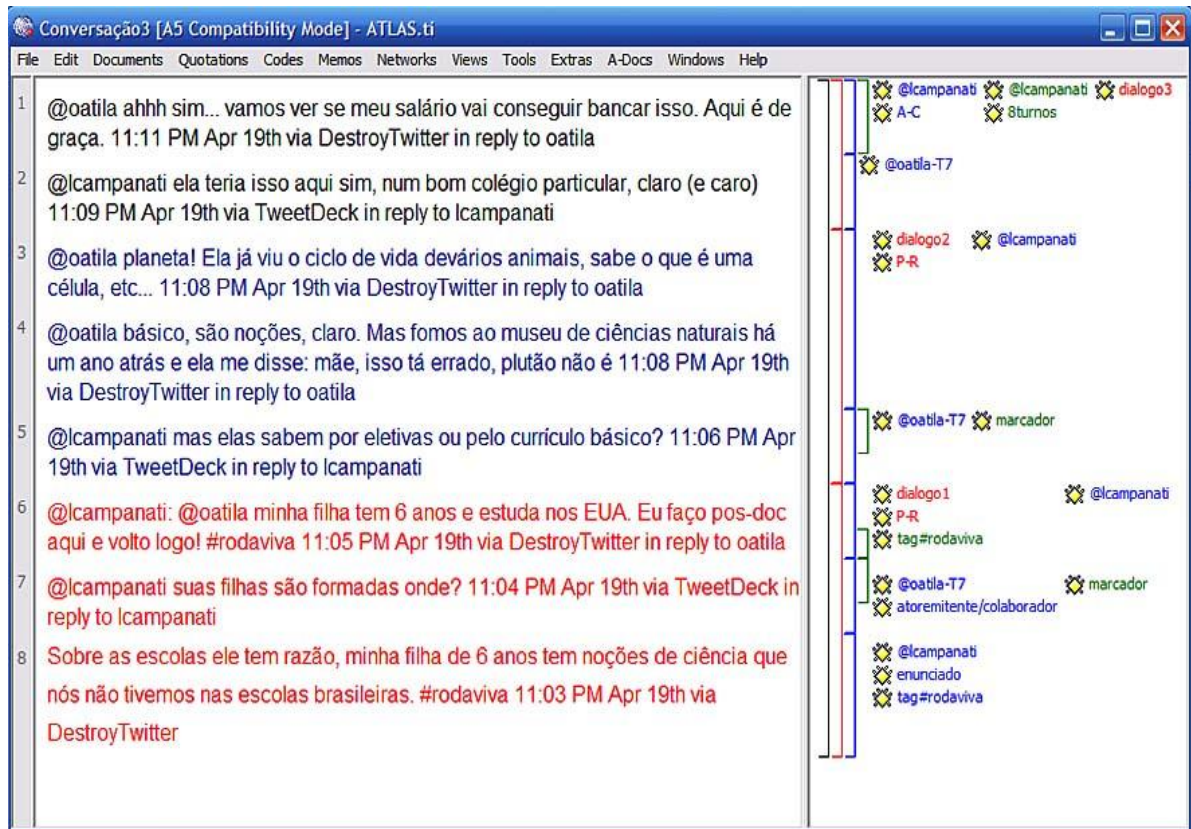 Conversação3 [A5 Compatibility Mode] - ATLAS.ti
File Edit Documents Quotations Codes Memos Networks Views Tools Extras A-Docs Windows Help
1 @oatila ahhh sim... vamos ver se meu salário vai conseguir bancar isso. Aqui é de
graça. 11:11 PM Apr 19th via DestroyTwitter in reply to oatila
2 @lcampanati ela teria isso aqui sim, num bom colégio particular, claro (e caro)
11:09 PM Apr 19th via TweetDeck in reply to lcampanati
3 @oatila planeta! Ela já viu o ciclo de vida devários animais, sabe o que é uma
célula, etc... 11:08 PM Apr 19th via DestroyTwitter in reply to oatila
4 @oatila básico, são noções, claro. Mas fomos ao museu de ciências naturais há
um ano atrás e ela me disse: mãe, isso tá errado, plutão não é 11:08 PM Apr 19th
via DestroyTwitter in reply to oatila
5 @lcampanati mas elas sabem por eletivas ou pelo currículo básico? 11:06 PM Apr
19th via TweetDeck in reply to lcampanati
6 @lcampanati: @oatila minha filha tem 6 anos e estuda nos EUA. Eu faço pos-doc
aqui e volto logo! #rodaviva 11:05 PM Apr 19th via DestroyTwitter in reply to oatila
7 @lcampanati suas filhas são formadas onde? 11:04 PM Apr 19th via TweetDeck in
reply to lcampanati
8 Sobre as escolas ele tem razão, minha filha de 6 anos tem noções de ciência que
nós não tivemos nas escolas brasileiras. #rodaviva 11:03 PM Apr 19th via
DestroyTwitter
@lcampanati @lcampanati dialogo3
A-C 8turnos
@oatila-T7
dialogo2 @lcampanati
P-R
@oatila-T7 marcador
dialogo1 @lcampanati
P-R
tag#rodaviva
@oatila-T7 marcador
atoremitente/colaborador
@lcampanati
enunciado
tag#rodaviva